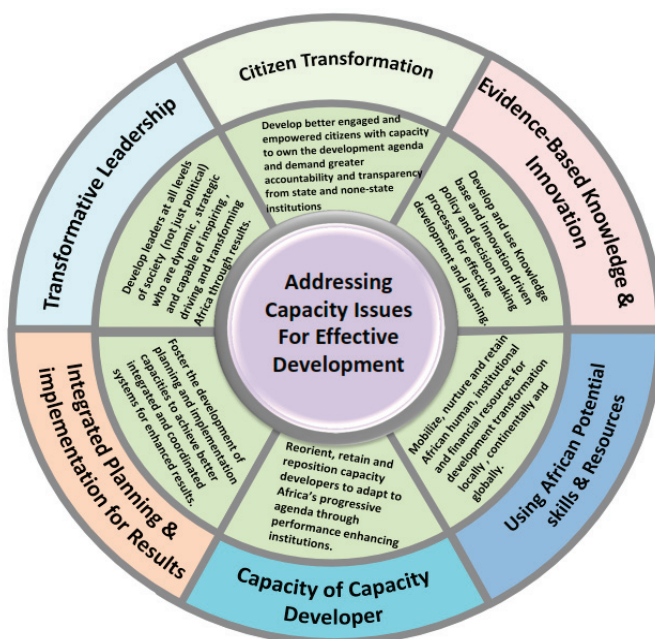 Citizen Transformation
Develop better engaged and
empowered citizens with capacity
to own the development agenda
and demand greater
accountability and transparency
from state and none-state
institutions
Evidence-Based Knowledge &
Innovation
Develop and use Knowledge
base and innovation driven
policy and decision making
processes for effective
development and learning.
Using African Potential
skills & Resources
Mobilize, nurture and retain
African human, institutional
and financial resources for
development transformation
locally, continentally and
globally.
Capacity of Capacity
Developer
Reorient, retain and
reposition capacity
developers to adapt to
Africa's progressive
agenda through
performance enhancing
institutions.
Integrated Planning &
implementation for Results
Foster the development of
planning and implementation
capacities to achieve better
integrated and coordinated
systems for enhanced results.
Transformative Leadership
Develop leaders at all levels
of society (not just political)
who are dynamic, strategic
and capable of inspiring,
driving and transforming
Africa through results.
Addressing
Capacity Issues
For Effective
Development